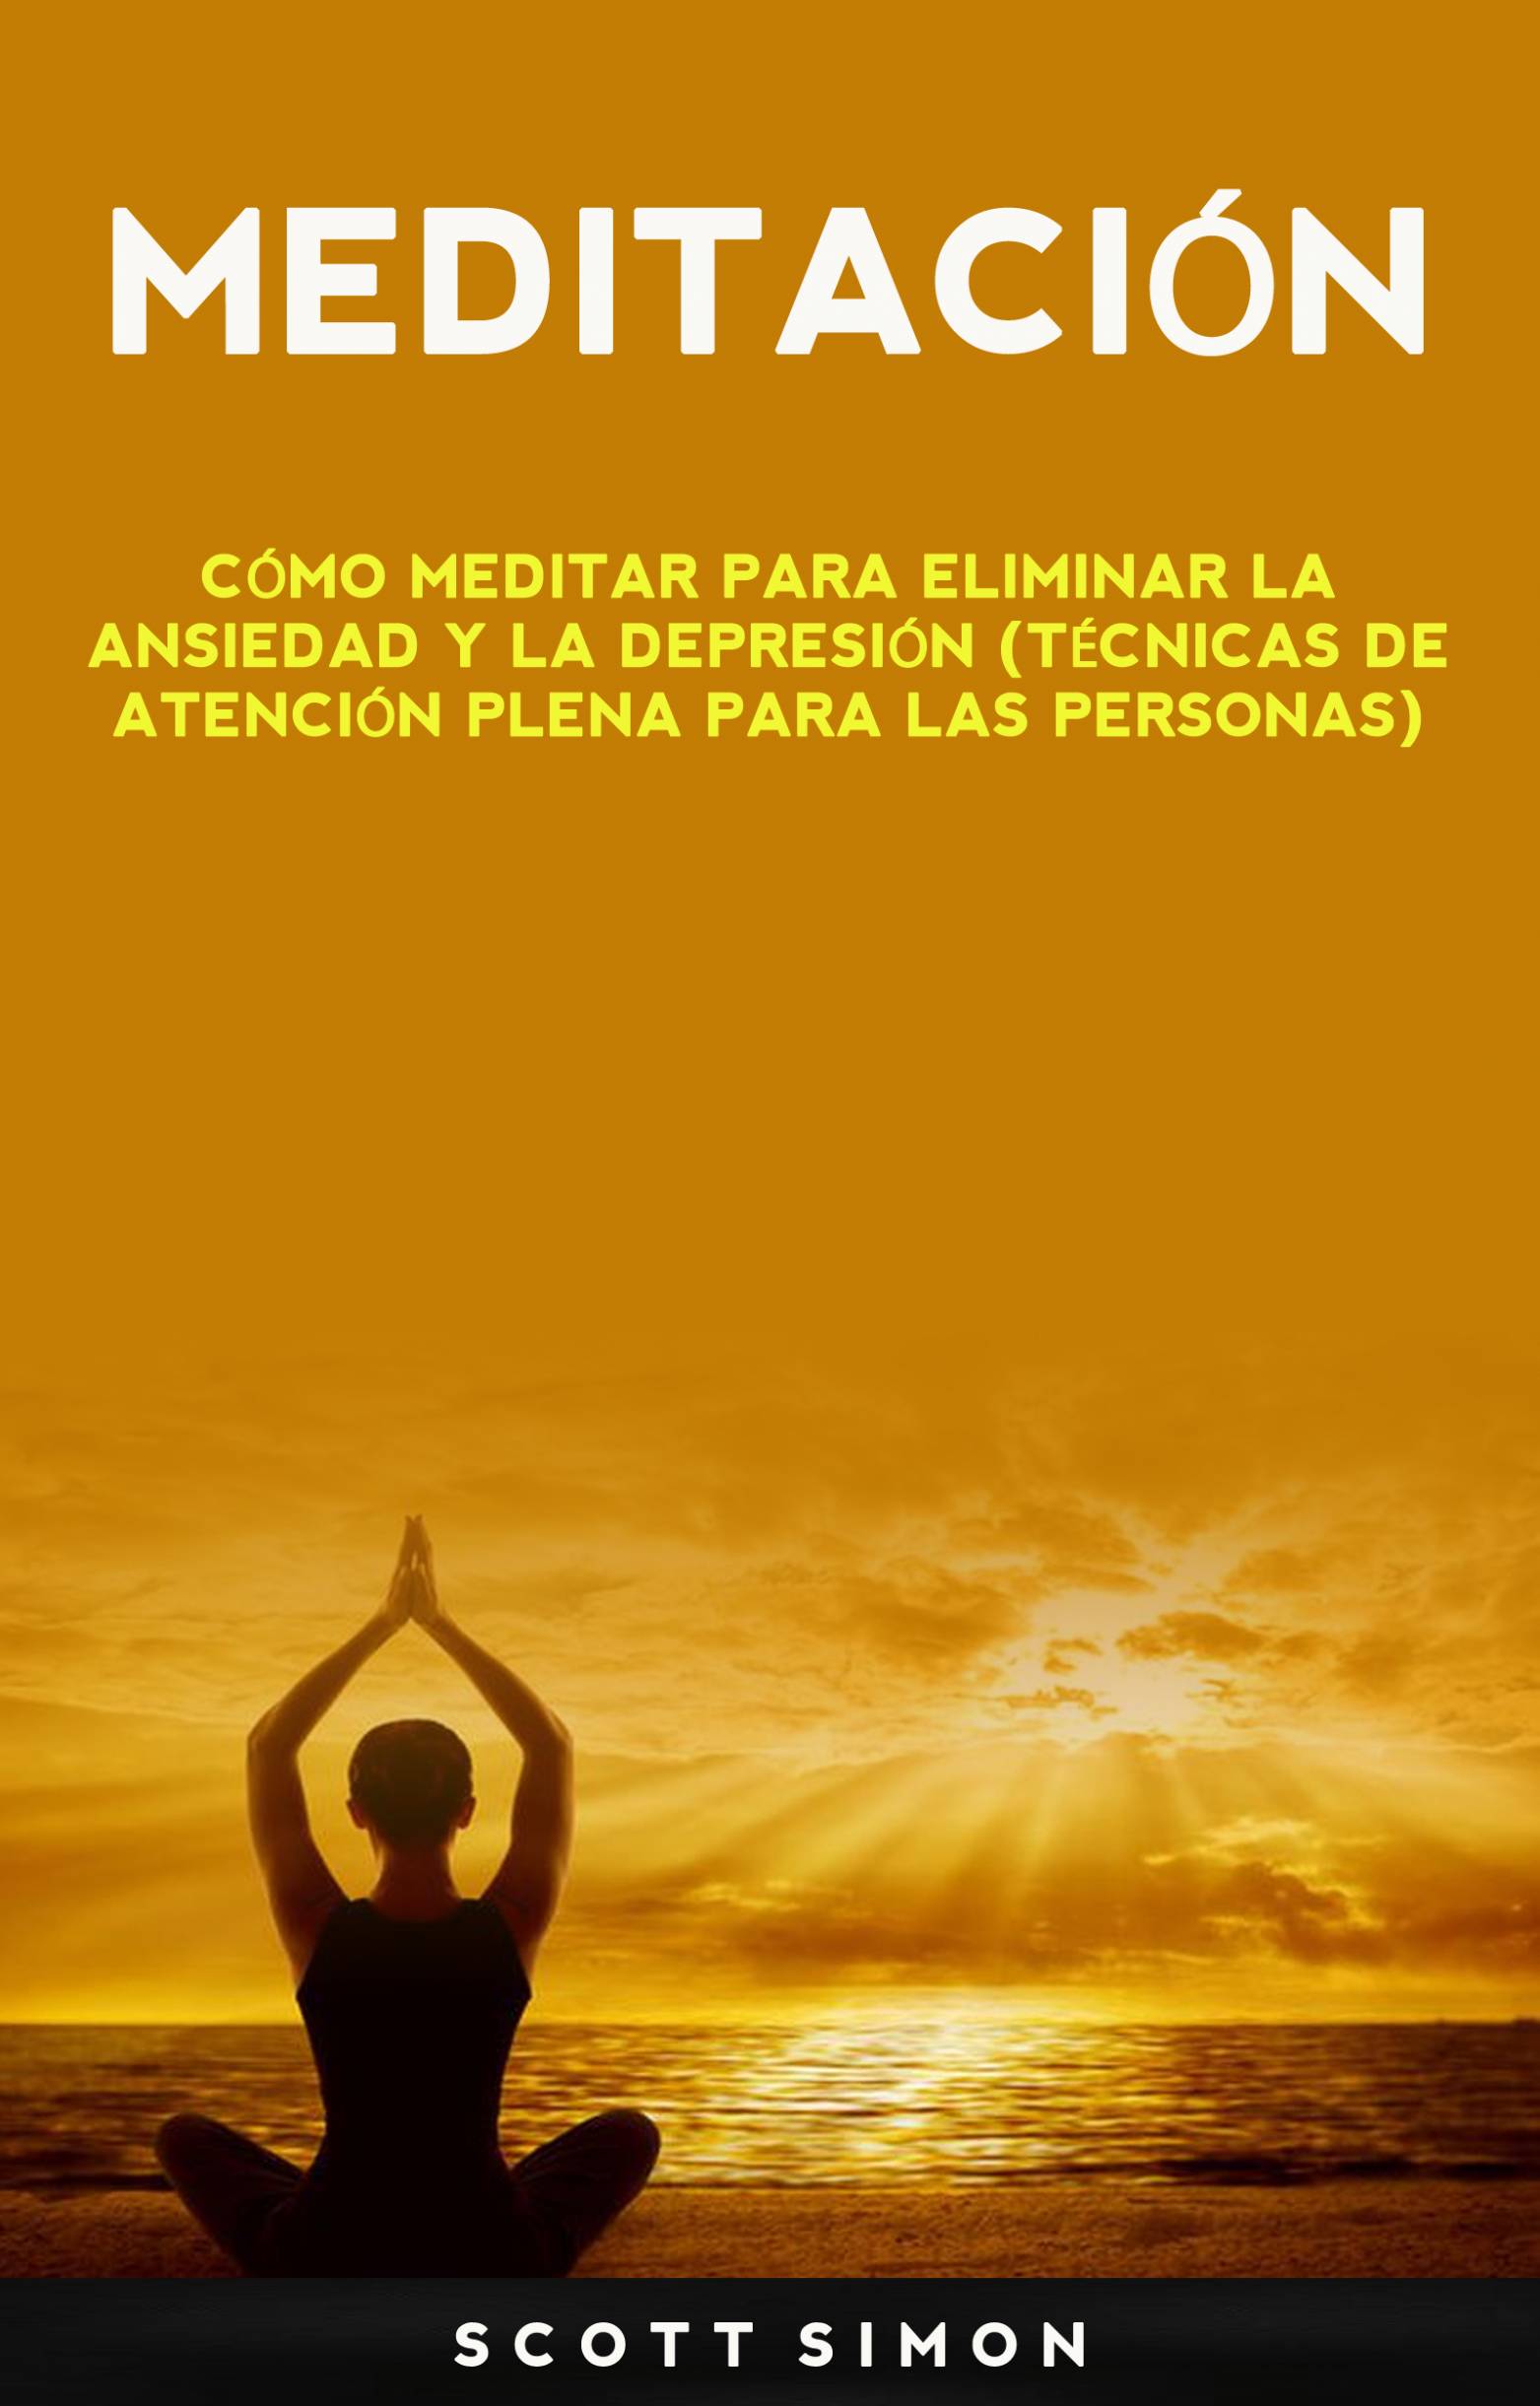 MEDITACIÓN
CÓMO MEDITAR PARA ELIMINAR LA
ANSIEDAD Y LA DEPRESIÓN (TÉCNICAS DE
ATENCIÓN PLENA PARA LAS PERSONAS)
SCOTT SIMON